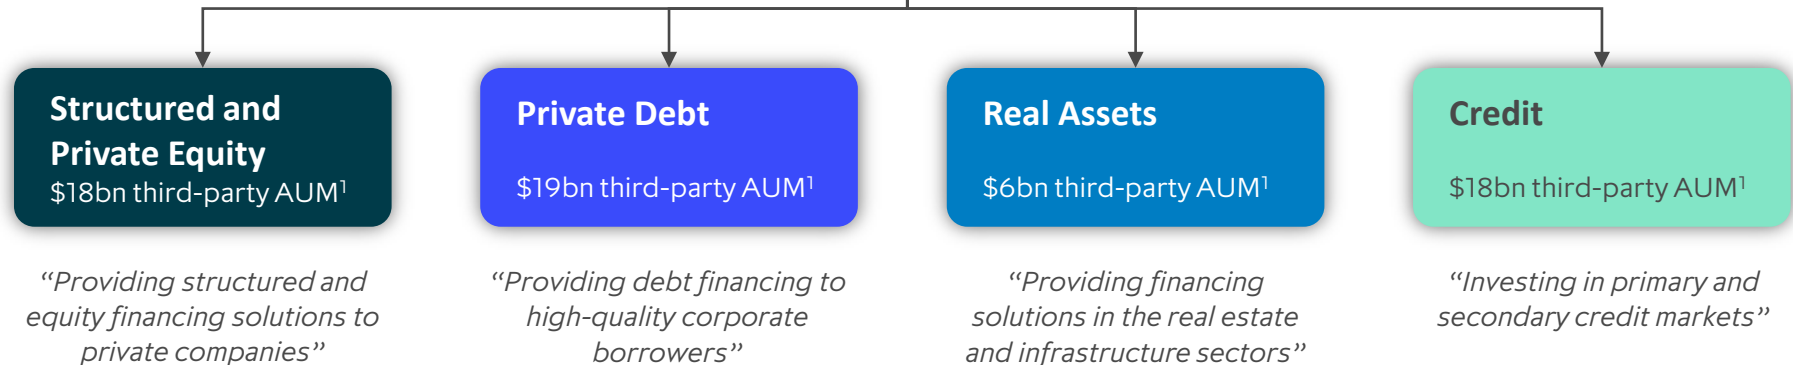 Structured and
Private Equity
$18bn third-party AUM¹
Private Debt
$19bn third-party AUM¹
Real Assets
$6bn third-party AUM¹
Credit
$18bn third-party AUM¹
“Providing structured and
equity financing solutions to
private companies”
“Providing debt financing to
high-quality corporate
borrowers”
“Providing financing
solutions in the real estate
and infrastructure sectors”
“Investing in primary and
secondary credit markets”